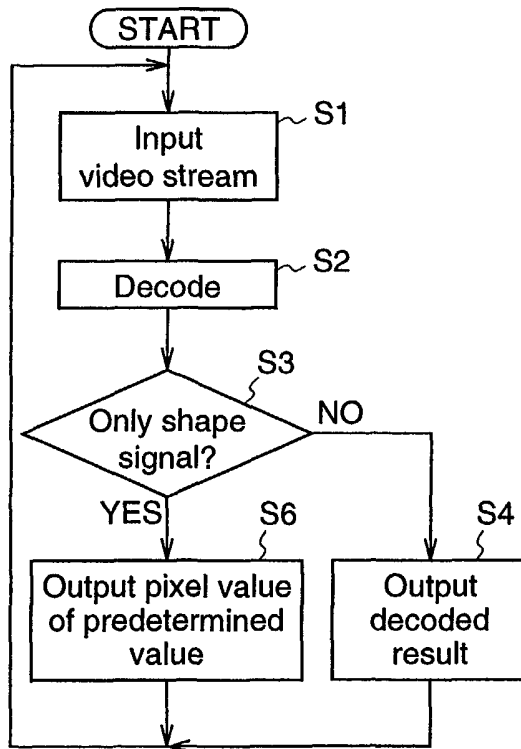 START
S1
Input
video stream
S2
Decode
S3
Only shape
signal?
NO
YES
S6
Output pixel value
of predetermined
value
S4
Output
decoded
result